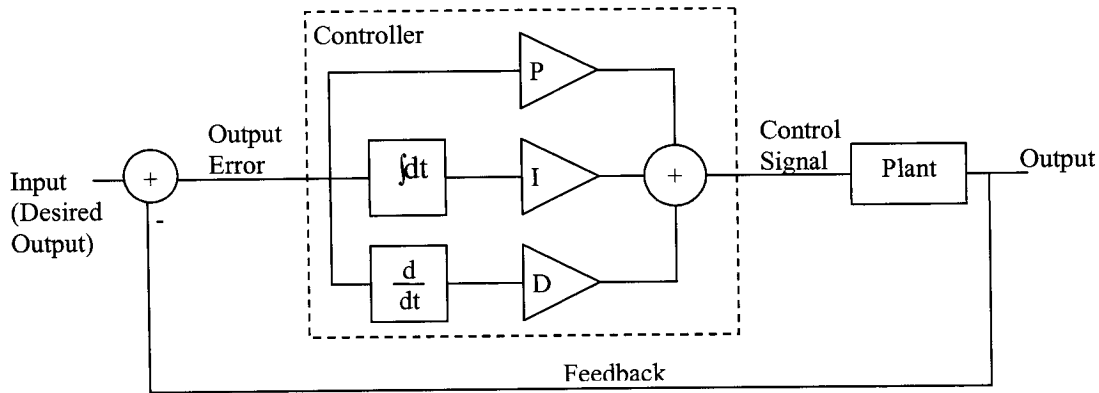 Controller
P
Output
Error
Control
Signal
Input
(Desired
Output)
+
-
∫dt
I
+
Plant
Output
d
dt
D
Feedback